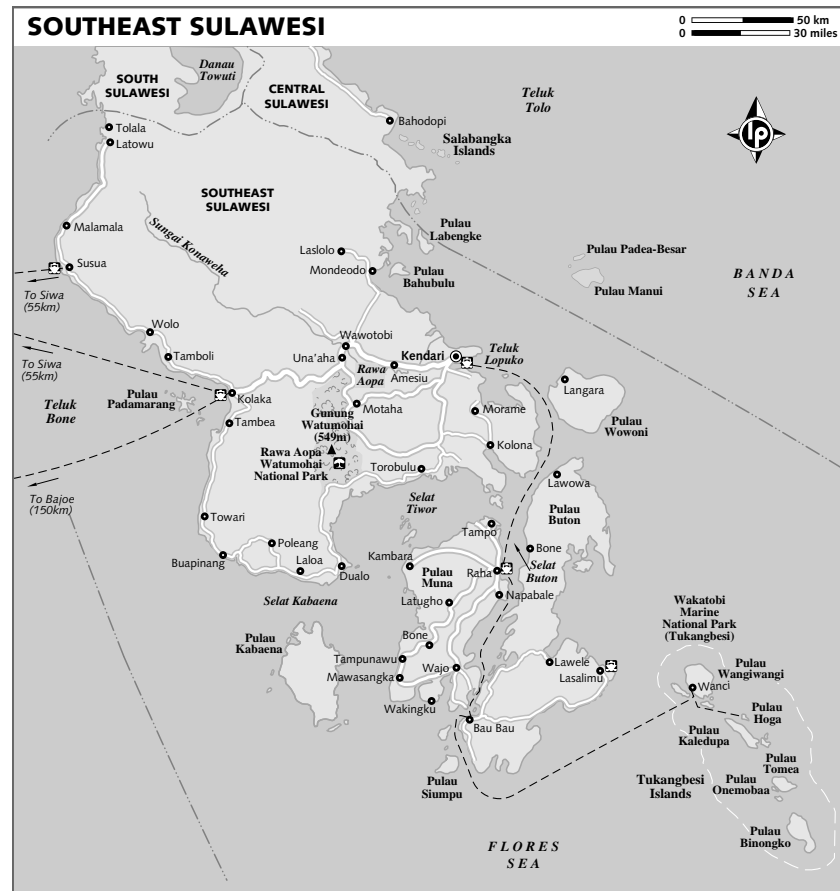 SOUTHEAST SULAWESI
0 50 km
0 30 miles
Danau
Towuti
SOUTH
SULAWESI
CENTRAL
SULAWESI
Teluk
Tolo
Tolala
Latowu
Bahodopi
Salabangka
Islands
lp
SOUTHEAST
SULAWESI
Sungai Konaweha
Malamala
Pulau
Labengke
Laslolo
Mondeodo
Pulau
Bahubulu
Pulau Padea-Besar
Pulau Manui
BANDA
SEA
Susua
To Siwa
(55km)
Wolo
Tamboli
Wawotobi
Una'aha
Kendari
Teluk
Lopuko
Rawa
Aopa
Amesiu
To Siwa
(55km)
Teluk
Bone
Pulau
Padamarang
Kolaka
Tambea
Langara
Pulau
Wowoni
Motaha
Morame
Kolona
Gunung
Watumohai
(549m)
Rawa Aopa
Watumohai
National Park
Torobulu
To Bajoe
(150km)
Selat
Tiwor
Lawowa
Pulau
Buton
Towari
Tampo
Buapinang
Poleang
Laloa
Dualo
Kambara
Pulau
Muna
Raha
Bone
Selat
Buton
Napabale
Latugho
Selat Kabaena
Pulau
Kabaena
Bone
Tampunawu
Mawasangka
Wajo
Wakingku
Lawele
Lasalimu
Bau Bau
Pulau
Siumpu
Wakatobi
Marine
National Park
(Tukangbesi)
Pulau
Wangiwangi
Wanci
Pulau
Hoga
Pulau
Kaledupa
Pulau
Tomea
Tukangbesi
Islands
Pulau
Onemobaa
Pulau
Binongko
FLORES
SEA